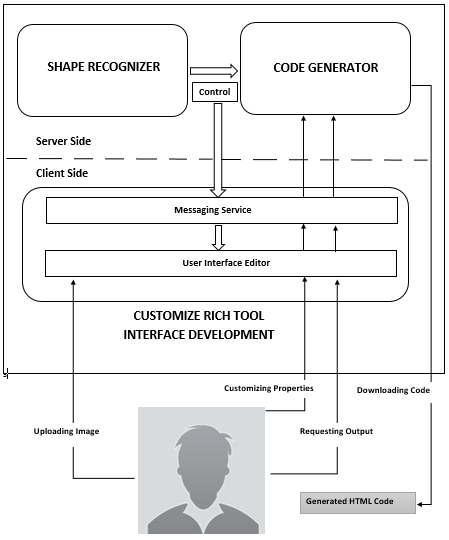 SHAPE RECOGNIZER
CODE GENERATOR
Control
Server Side
Client Side
Messaging Service
User Interface Editor
CUSTOMIZE RICH TOOL
INTERFACE DEVELOPMENT
Customizing Properties
Downloading Code
Uploading Image
Requesting Output
Generated HTML Code